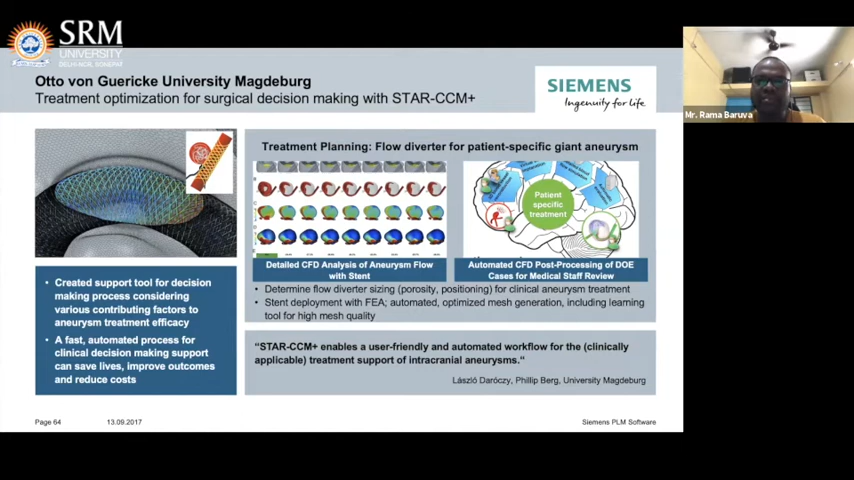 SRM
UNIVERSITY
DELHI-NCR, SONEPAT
Otto von Guericke University Magdeburg
Treatment optimization for surgical decision making with STAR-CCM+
SIEMENS
Ingenuity for life
Mr. Rama Baruva
Treatment Planning: Flow diverter for patient-specific giant aneurysm
Patient
specific
treatment
Detailed CFD Analysis of Aneurysm Flow
with Stent
Automated CFD Post-Processing of DOE
Cases for Medical Staff Review
• Determine flow diverter sizing (porosity, positioning) for clinical aneurysm treatment
• Stent deployment with FEA; automated, optimized mesh generation, including learning
tool for high mesh quality
• Created support tool for decision
making process considering
various contributing factors to
aneurysm treatment efficacy
• A fast, automated process for
clinical decision making support
can save lives, improve outcomes
and reduce costs
"STAR-CCM+ enables a user-friendly and automated workflow for the (clinically
applicable) treatment support of intracranial aneurysms."
László Daróczy, Phillip Berg, University Magdeburg
Page 64
13.09.2017
Siemens PLM Software